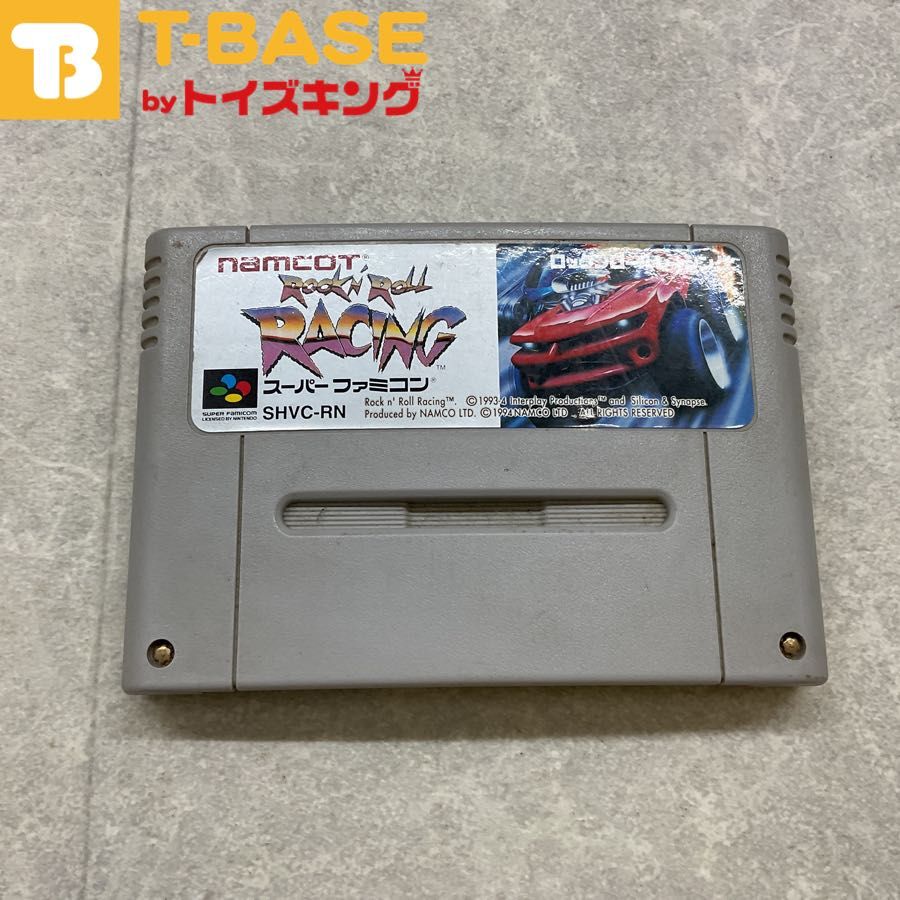 TB T-BASE
byトイズキング
namcot
ROCK N' ROLL
RACING™
スーパーファミコン®
SUPER FAMICOM
LICENSED BY NINTENDO
SHVC-RN
Rock n' Roll Racing™. ©1993.4 Interplay Productions™ and Silicon & Synapse.
Produced by NAMCO LTD. ©1994 NAMCO LTD., ALL RIGHTS RESERVED